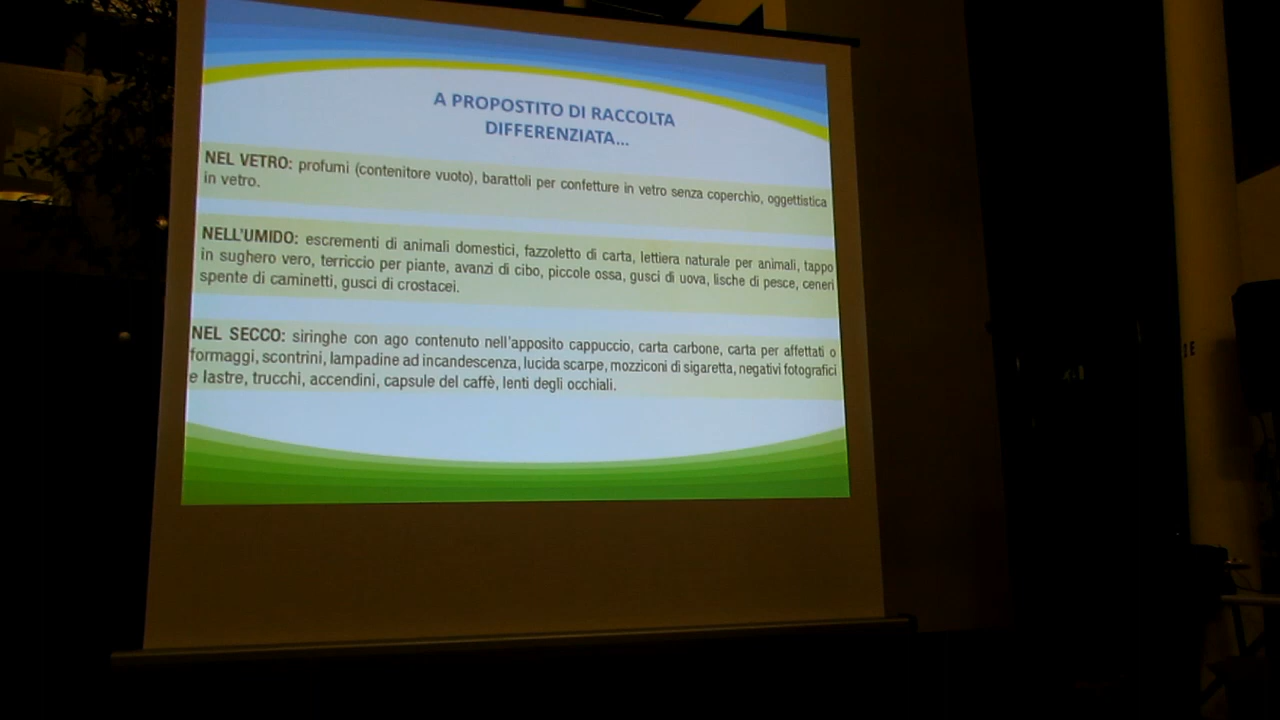 A PROPOSTITO DI RACCOLTA
DIFFERENZIATA...
NEL VETRO: profumi (contenitore vuoto), barattoli per confetture in vetro senza coperchio, oggettistica
in vetro.
NELL'UMIDO: escrementi di animali domestici, fazzoletto di carta, lettiera naturale per animali, tappo
in sughero vero, terriccio per piante, avanzi di cibo, piccole ossa, gusci di uova, lische di pesce, ceneri
spente di caminetti, gusci di crostacei.
NEL SECCO: siringhe con ago contenuto nell'apposito cappuccio, carta carbone, carta per affettati o
formaggi, scontrini, lampadine ad incandescenza, lucida scarpe, mozziconi di sigaretta, negativi fotografici
e lastre, trucchi, accendini, capsule del caffè, lenti degli occhiali.